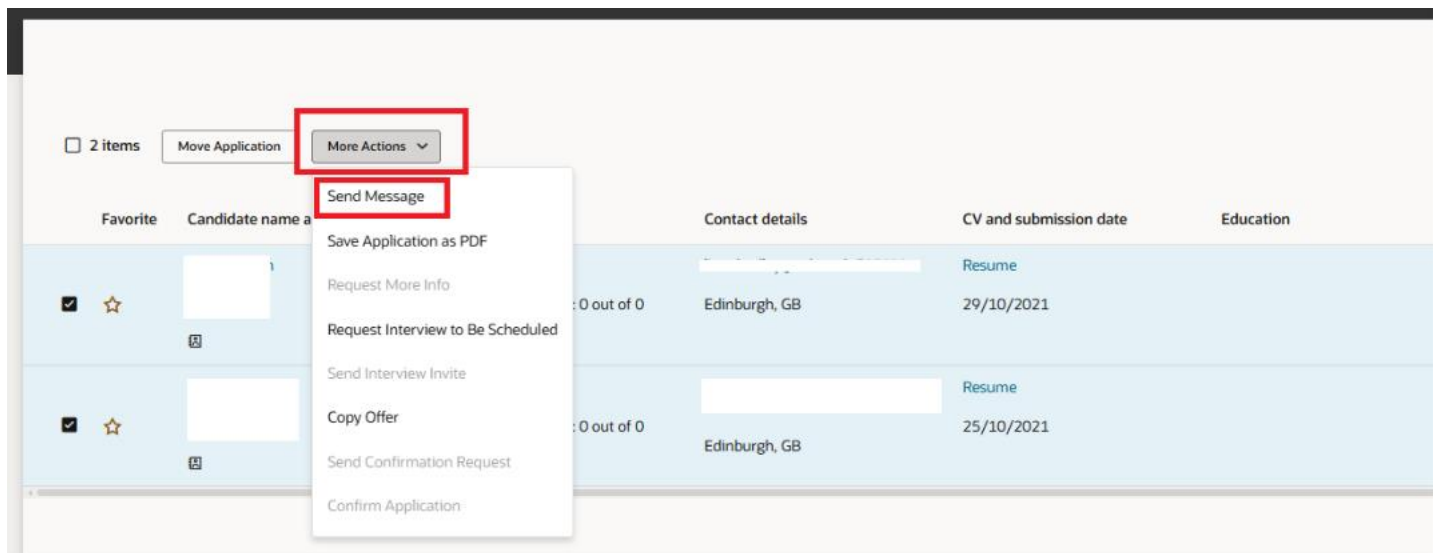 2 items Move Application More Actions
Send Message
Favorite Candidate name a Contact details CV and submission date Education
Save Application as PDF
Resume
Request More Info
: 0 out of 0 Edinburgh, GB 29/10/2021
Request Interview to Be Scheduled
Send Interview Invite
Resume
Copy Offer
: 0 out of 0 25/10/2021
Edinburgh, GB
Send Confirmation Request
Confirm Application